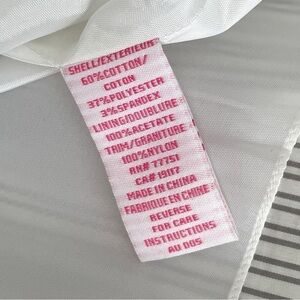 SHELL/EXTERIEUR
60%COTTON/
COTON
37%POLYESTER
3%SPANDEX
LINING/DOUBLURE:
100%ACETATE
TRIM/GRANITURE
100%NYLON
RN# 77751
CA# 19117
MADE IN CHINA
FABRIQUE EN CHINE
REVERSE
FOR CARE
INSTRUCTIONS
AU DOS